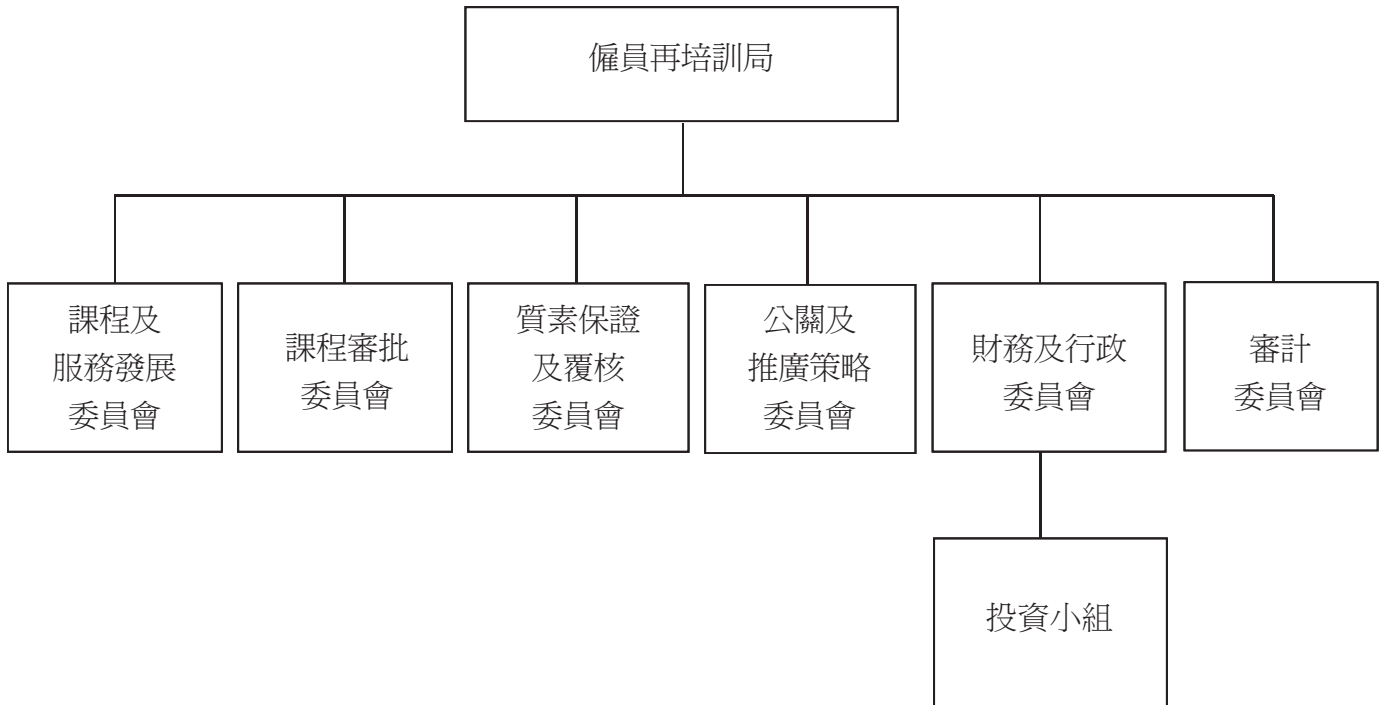 僱員再培訓局
課程及
服務發展
委員會
課程審批
委員會
質素保證
及覆核
委員會
公關及
推廣策略
委員會
財務及行政
委員會
審計
委員會
投資小組